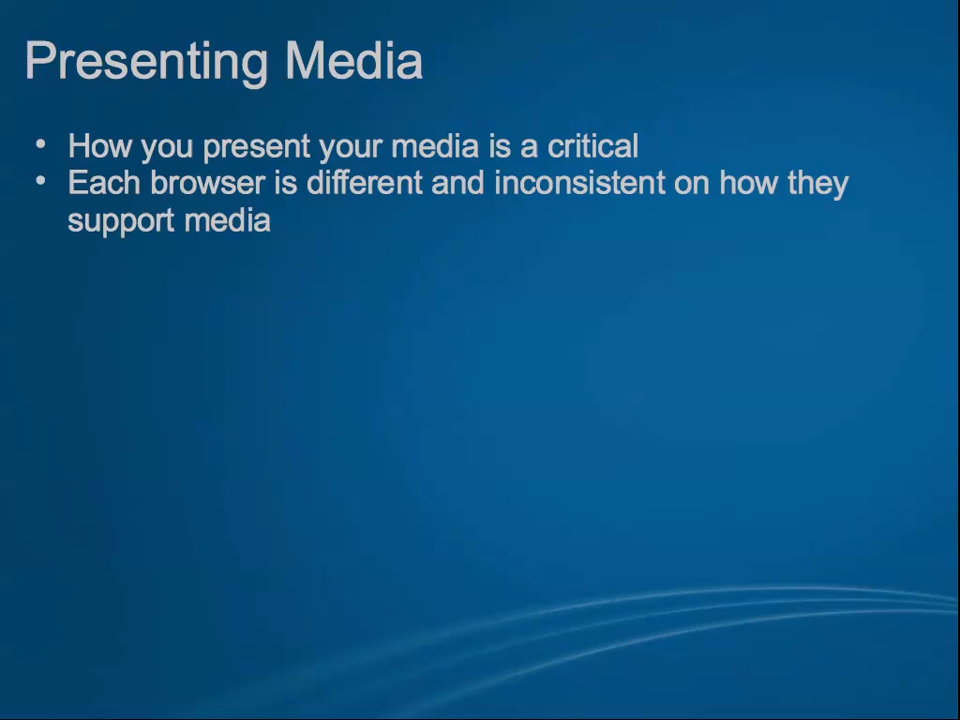 Presenting Media
• How you present your media is a critical
• Each browser is different and inconsistent on how they
support media